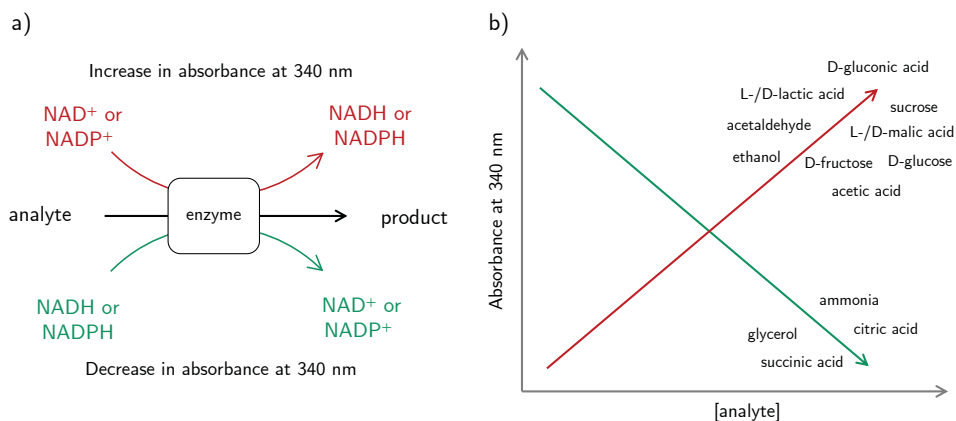 a)
Increase in absorbance at 340 nm
NAD⁺ or
NADP⁺
NADH or
NADPH
analyte
enzyme
product
NADH or
NADPH
NAD⁺ or
NADP⁺
Decrease in absorbance at 340 nm
b)
Absorbance at 340 nm
D-gluconic acid
L-/D-lactic acid
sucrose
acetaldehyde
L-/D-malic acid
ethanol
D-fructose
D-glucose
acetic acid
ammonia
citric acid
glycerol
succinic acid
[analyte]